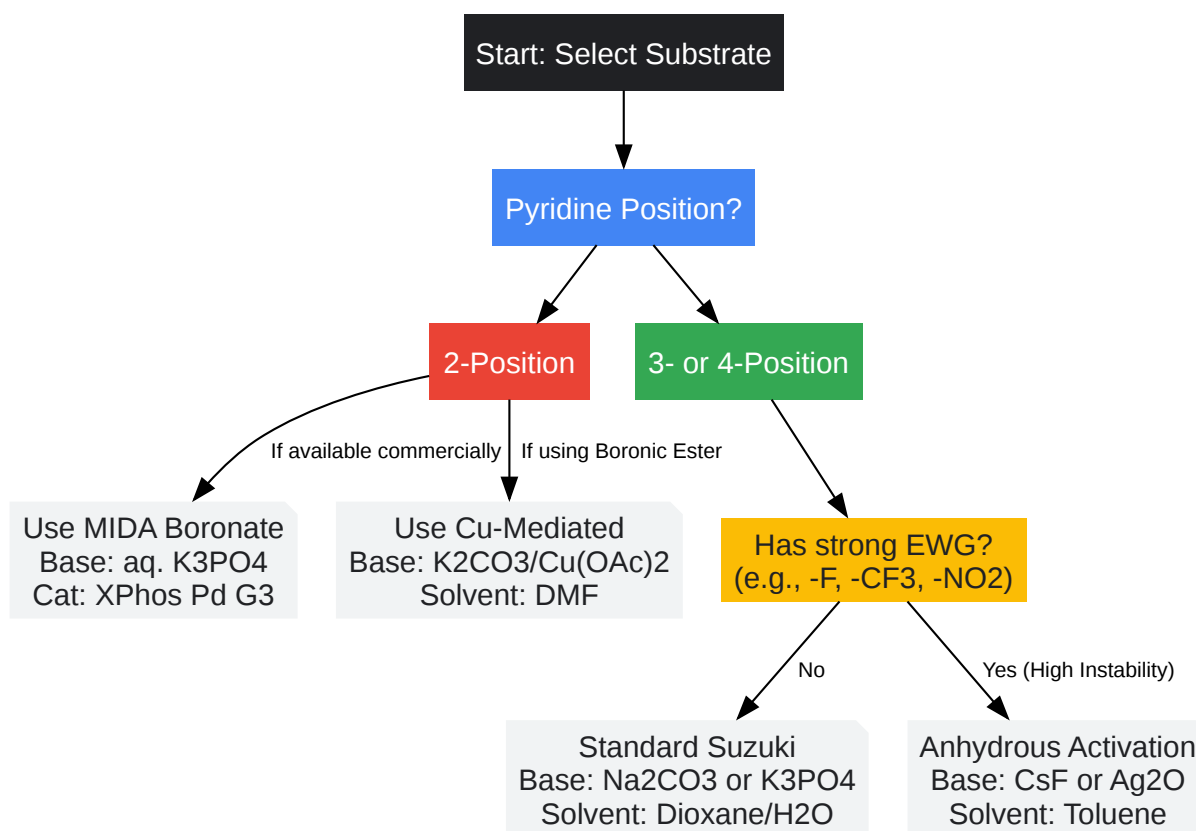 Start: Select Substrate
Pyridine Position?
2-Position
3- or 4-Position
If available commercially
If using Boronic Ester
Use MIDA Boronate
Base: aq. K3PO4
Cat: XPhos Pd G3
Use Cu-Mediated
Base: K2CO3/Cu(OAc)2
Solvent: DMF
Has strong EWG?
(e.g., -F, -CF3, -NO2)
No
Yes (High Instability)
Standard Suzuki
Base: Na2CO3 or K3PO4
Solvent: Dioxane/H2O
Anhydrous Activation
Base: CsF or Ag2O
Solvent: Toluene